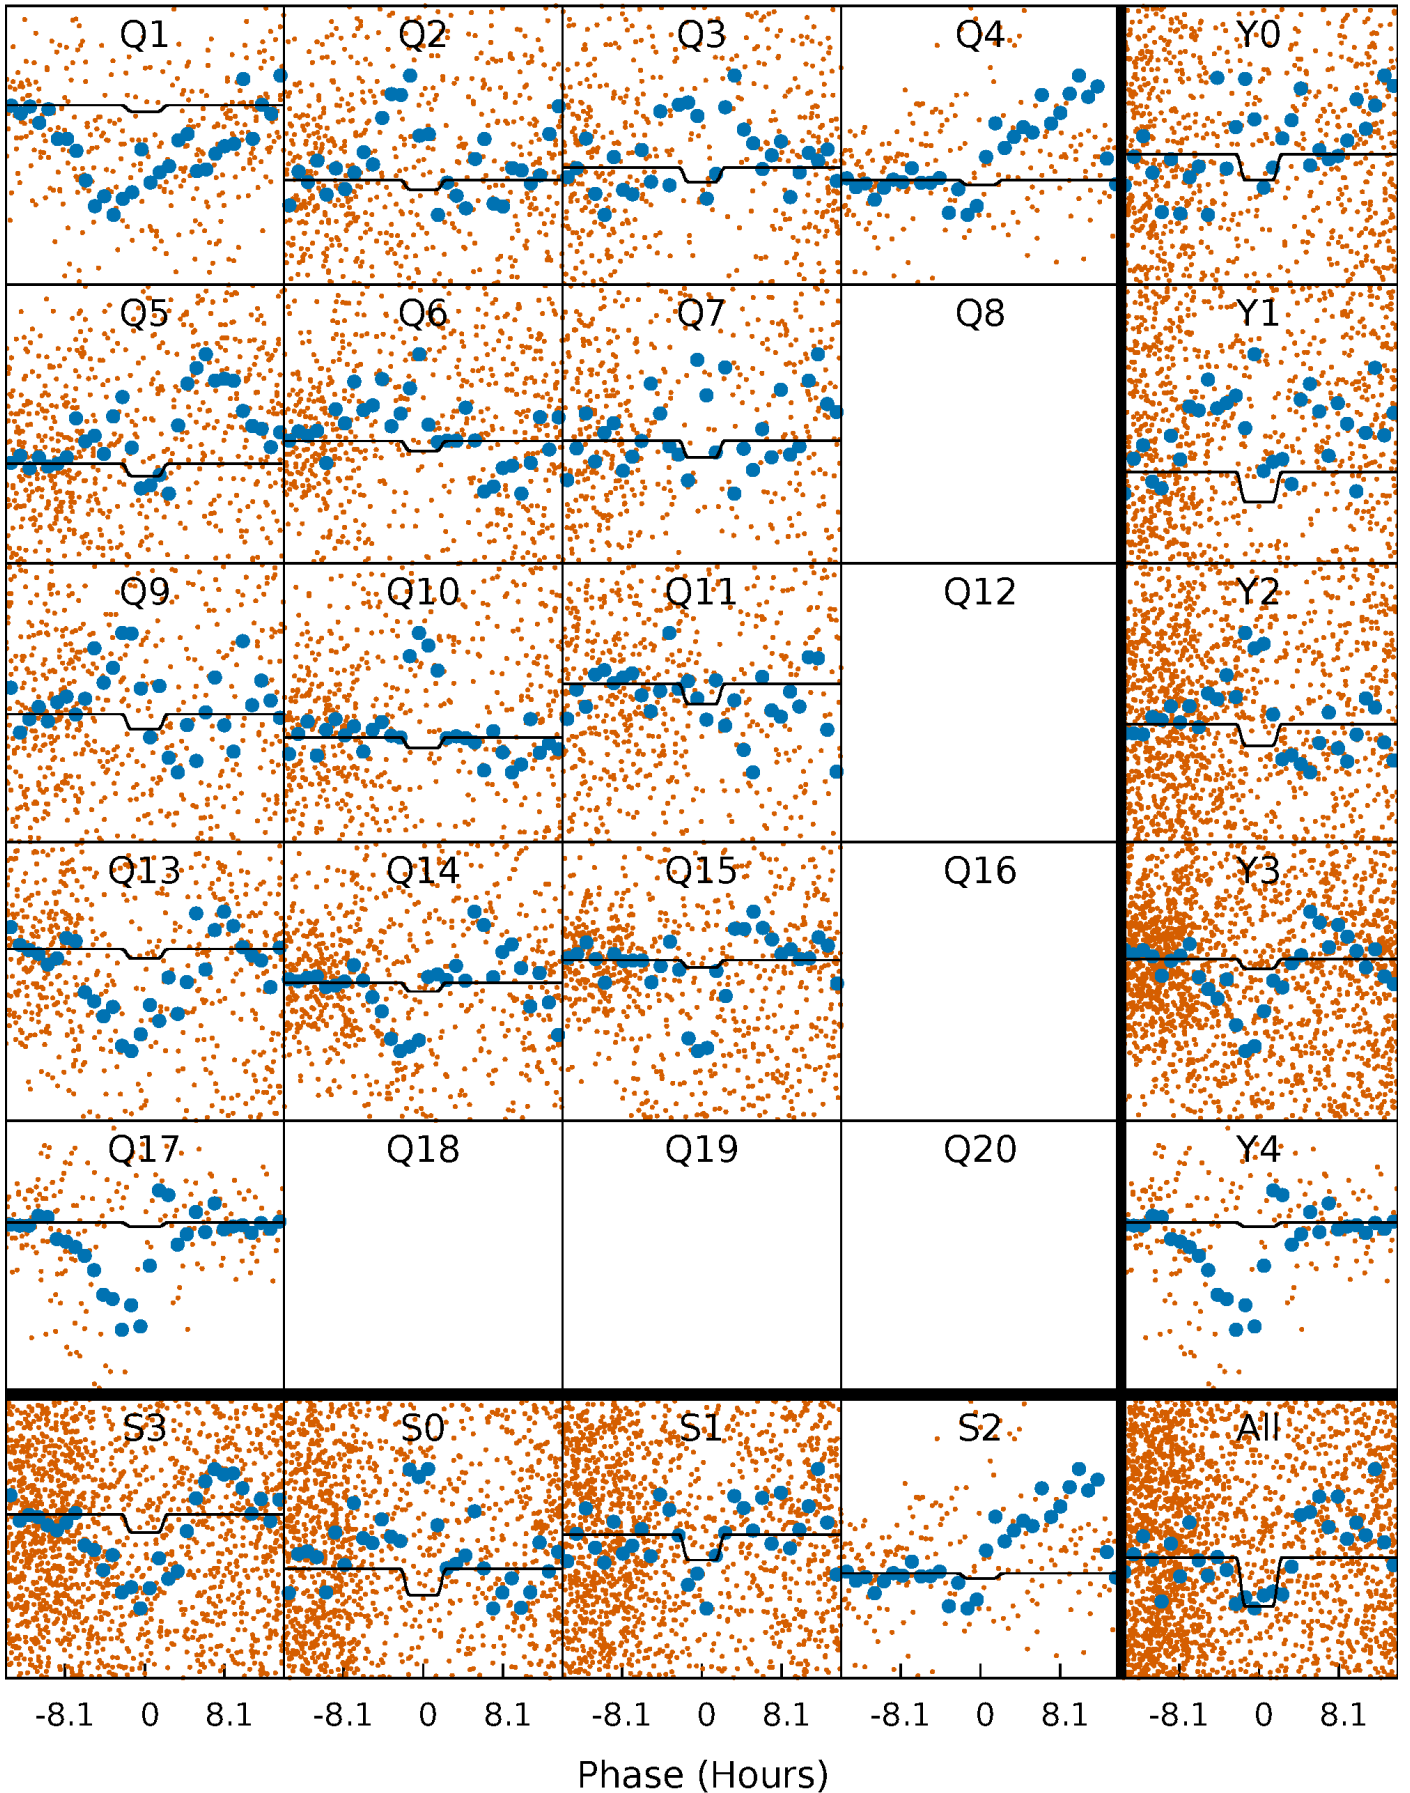 Q1 Q2 Q3 Q4 Y0
Q5 Q6 Q7 Q8 Y1
Q9 Q10 Q11 Q12 Y2
Q13 Q14 Q15 Q16 Y3
Q17 Q18 Q19 Q20 Y4
S3 S0 S1 S2 All
-8.1 0 8.1 -8.1 0 8.1 -8.1 0 8.1 -8.1 0 8.1 -8.1 0 8.1
Phase (Hours)